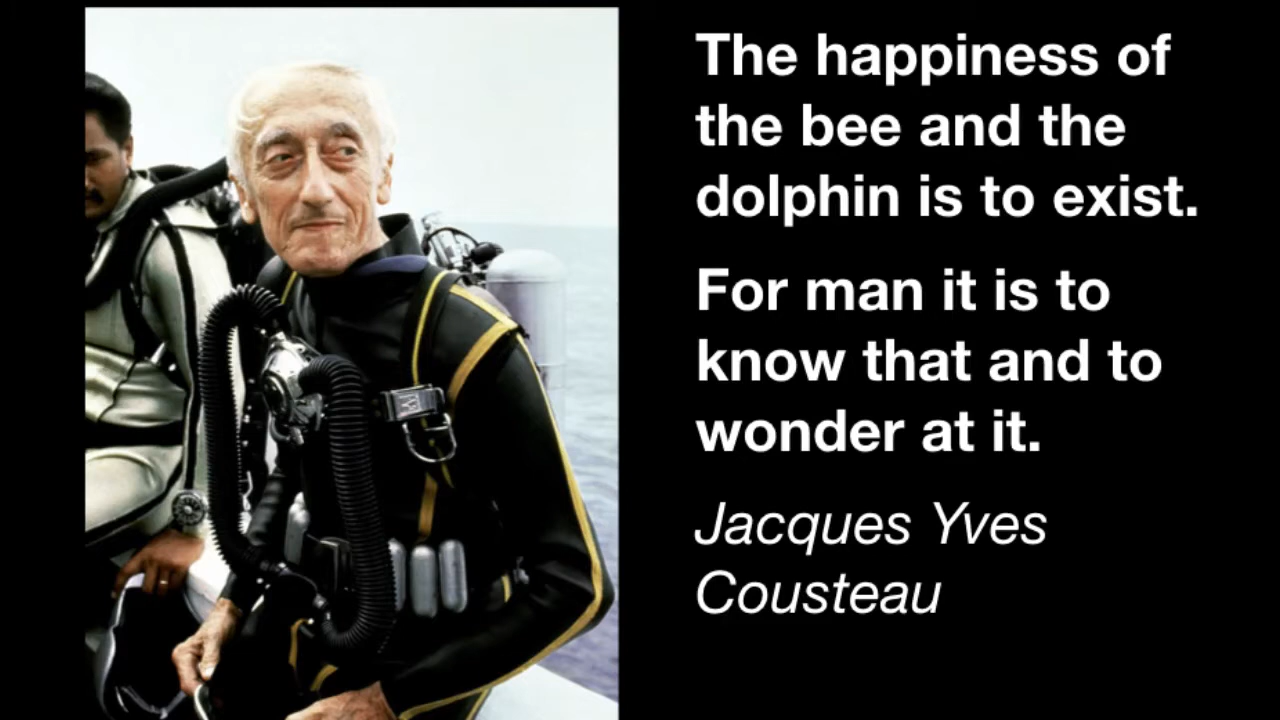 The happiness of
the bee and the
dolphin is to exist.
For man it is to
know that and to
wonder at it.
Jacques Yves
Cousteau